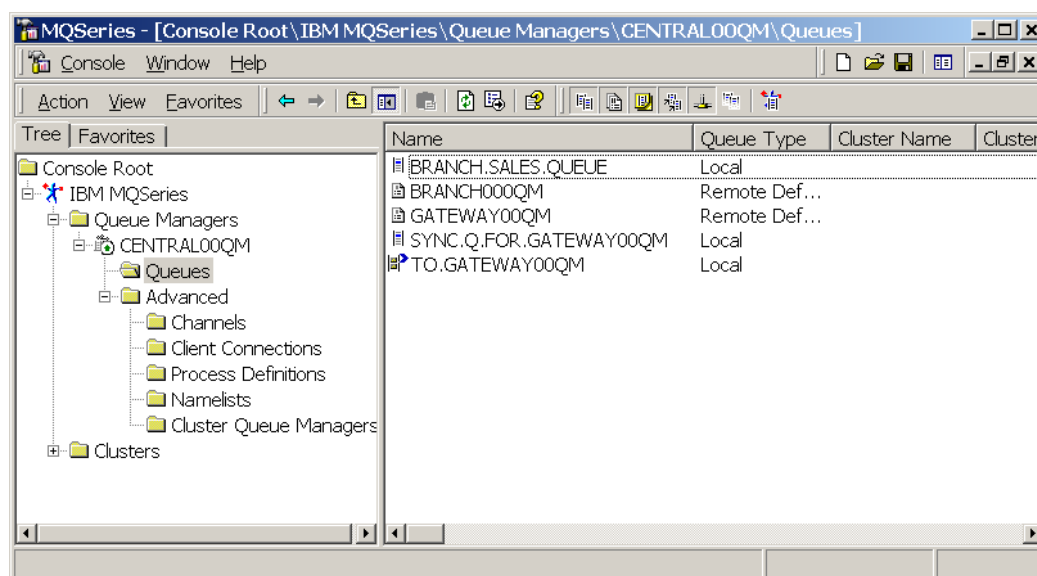 MQSeries - [Console Root\IBM MQSeries\Queue Managers\CENTRAL00QM\Queues]
Console Window Help
Action View Favorites
Tree Favorites
Name Queue Type Cluster Name Cluster
Console Root
IBM MQSeries
Queue Managers
CENTRAL00QM
Queues
Advanced
Channels
Client Connections
Process Definitions
Namelists
Cluster Queue Managers
Clusters
BRANCH.SALES.QUEUE Local
BRANCH000QM Remote Def...
GATEWAY00QM Remote Def...
SYNC.Q.FOR.GATEWAY00QM Local
TO.GATEWAY00QM Local